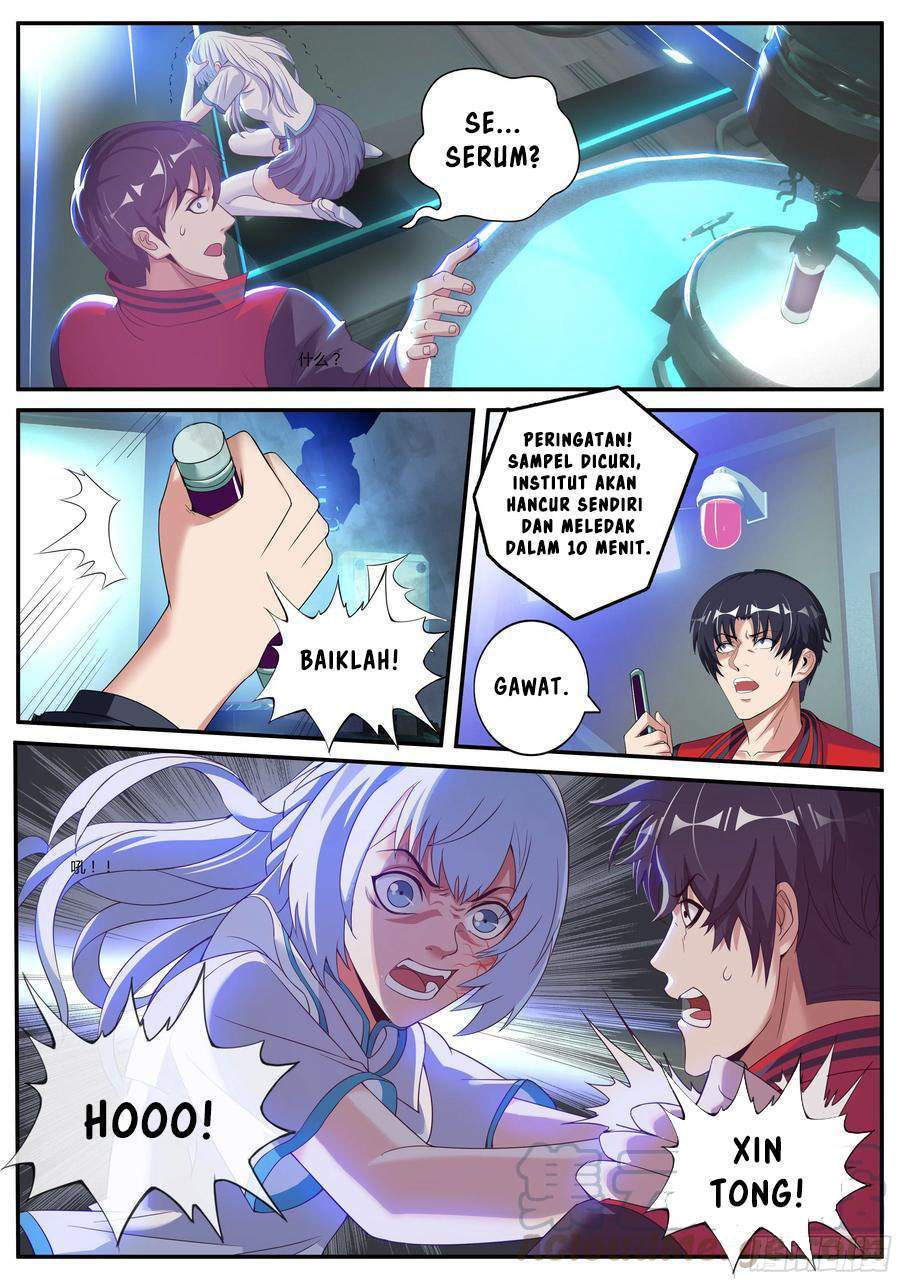 SE...
SERUM?
什么？
BAIKLAH!
PERINGATAN!
SAMPEL DICURI,
INSTITUT AKAN
HANCUR SENDIRI
DAN MELEDAK
DALAM 10 MENIT.
GAWAT.
吼！！
HOOO!
XIN
TONG!